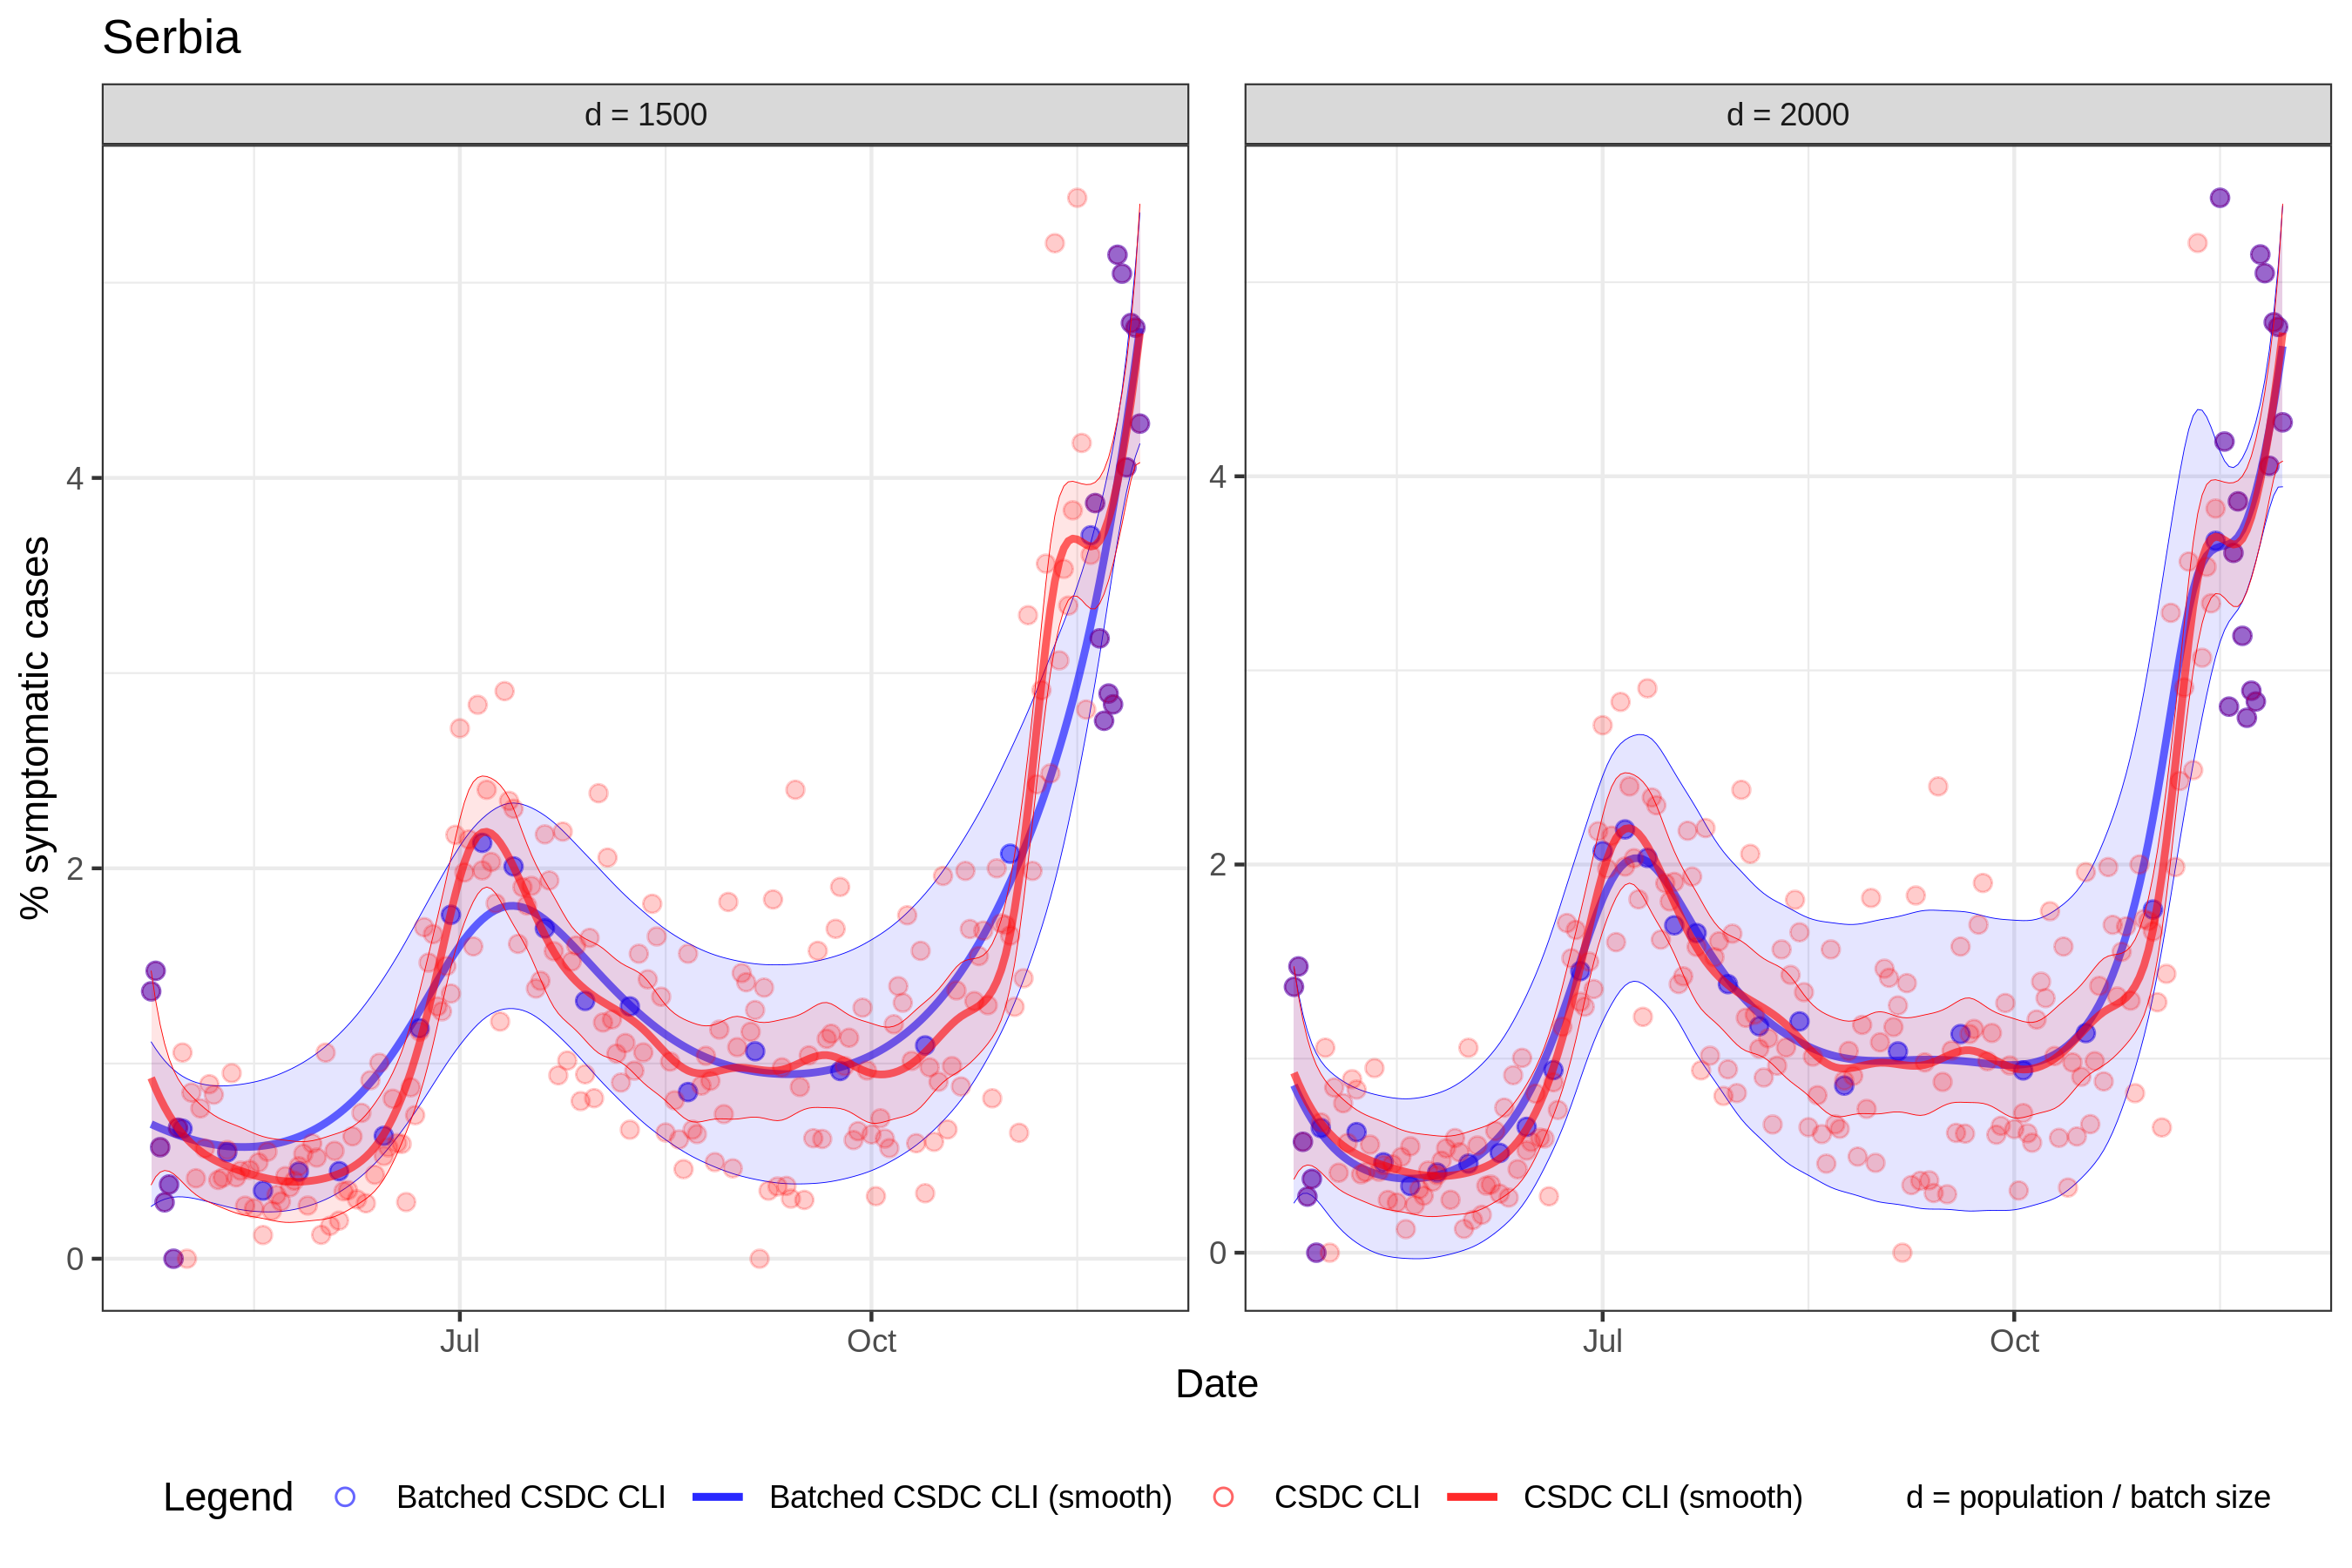 Serbia
d = 1500
d = 2000
% symptomatic cases
4
2
0
4
2
0
Jul
Oct
Jul
Oct
Date
Legend
Batched CSDC CLI
Batched CSDC CLI (smooth)
CSDC CLI
CSDC CLI (smooth)
d = population / batch size